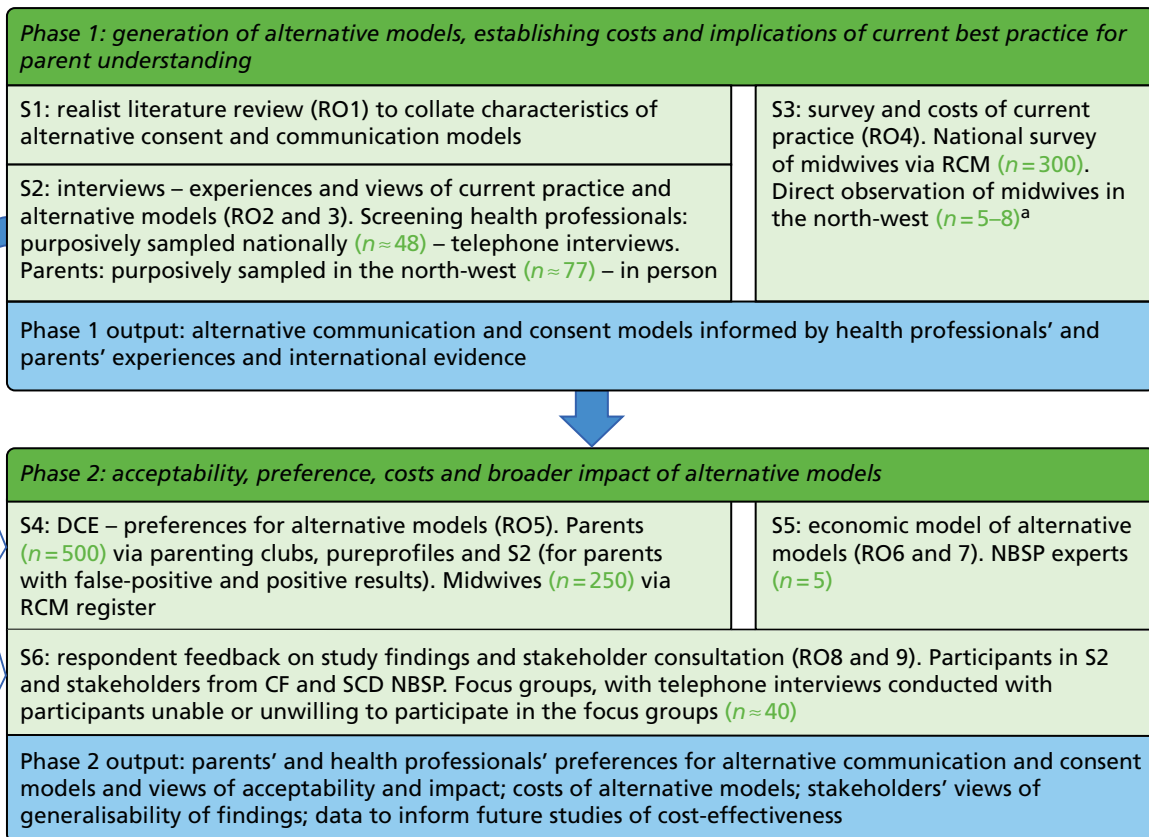 Phase 1: generation of alternative models, establishing costs and implications of current best practice for
parent understanding
S1: realist literature review (RO1) to collate characteristics of
alternative consent and communication models
S2: interviews – experiences and views of current practice and
alternative models (RO2 and 3). Screening health professionals:
purposively sampled nationally (n≈48) – telephone interviews.
Parents: purposively sampled in the north-west (n≈77) – in person
S3: survey and costs of current
practice (RO4). National survey
of midwives via RCM (n=300).
Direct observation of midwives in
the north-west (n=5–8)a
Phase 1 output: alternative communication and consent models informed by health professionals’ and
parents’ experiences and international evidence
Phase 2: acceptability, preference, costs and broader impact of alternative models
S4: DCE – preferences for alternative models (RO5). Parents
(n=500) via parenting clubs, pureprofiles and S2 (for parents
with false-positive and positive results). Midwives (n=250) via
RCM register
S5: economic model of alternative
models (RO6 and 7). NBSP experts
(n=5)
S6: respondent feedback on study findings and stakeholder consultation (RO8 and 9). Participants in S2
and stakeholders from CF and SCD NBSP. Focus groups, with telephone interviews conducted with
participants unable or unwilling to participate in the focus groups (n≈40)
Phase 2 output: parents’ and health professionals’ preferences for alternative communication and consent
models and views of acceptability and impact; costs of alternative models; stakeholders’ views of
generalisability of findings; data to inform future studies of cost-effectiveness